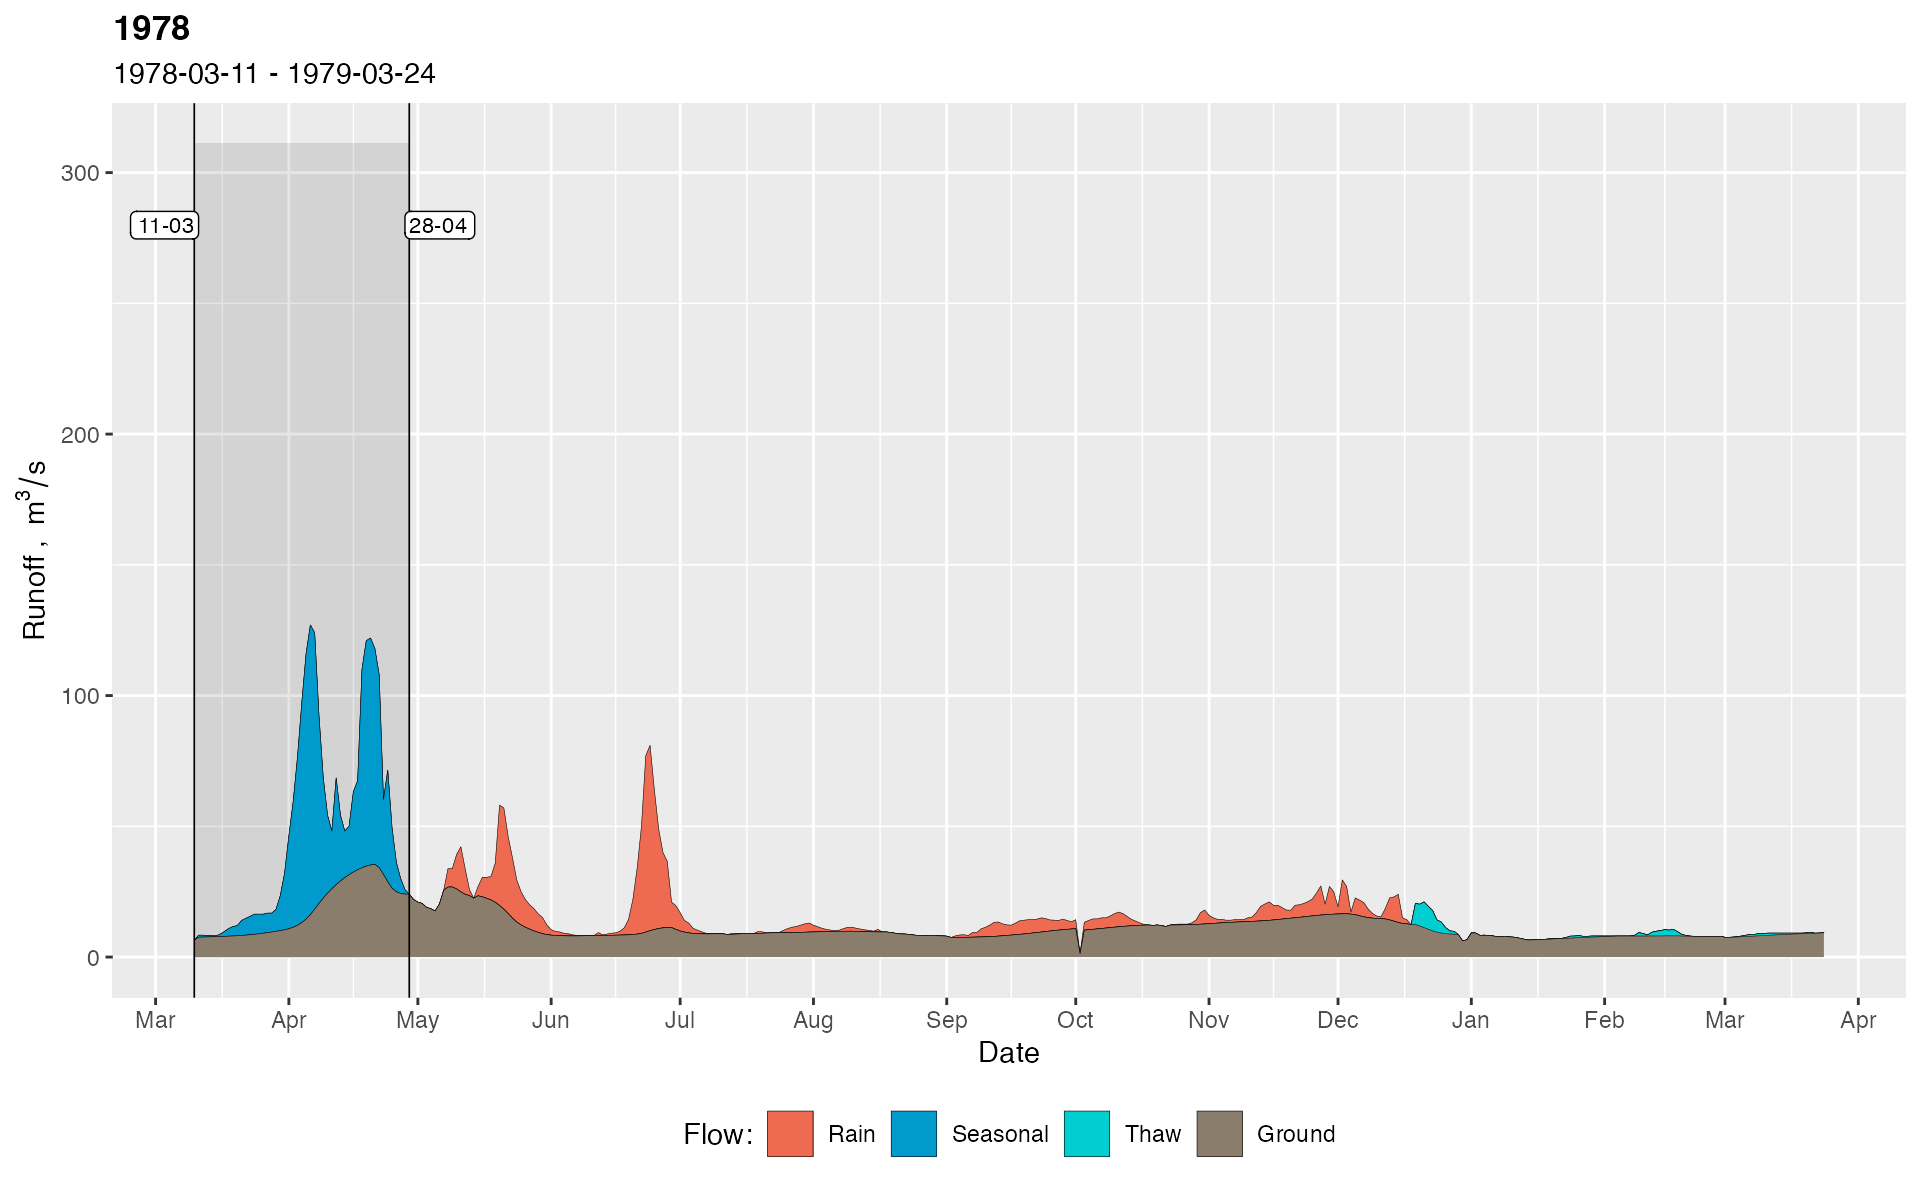 1978
1978-03-11 - 1979-03-24
Runoff , m³/s
300
200
100
0
11-03
28-04
Mar Apr May Jun Jul Aug Sep Oct Nov Dec Jan Feb Mar Apr
Date
Flow: Rain Seasonal Thaw Ground